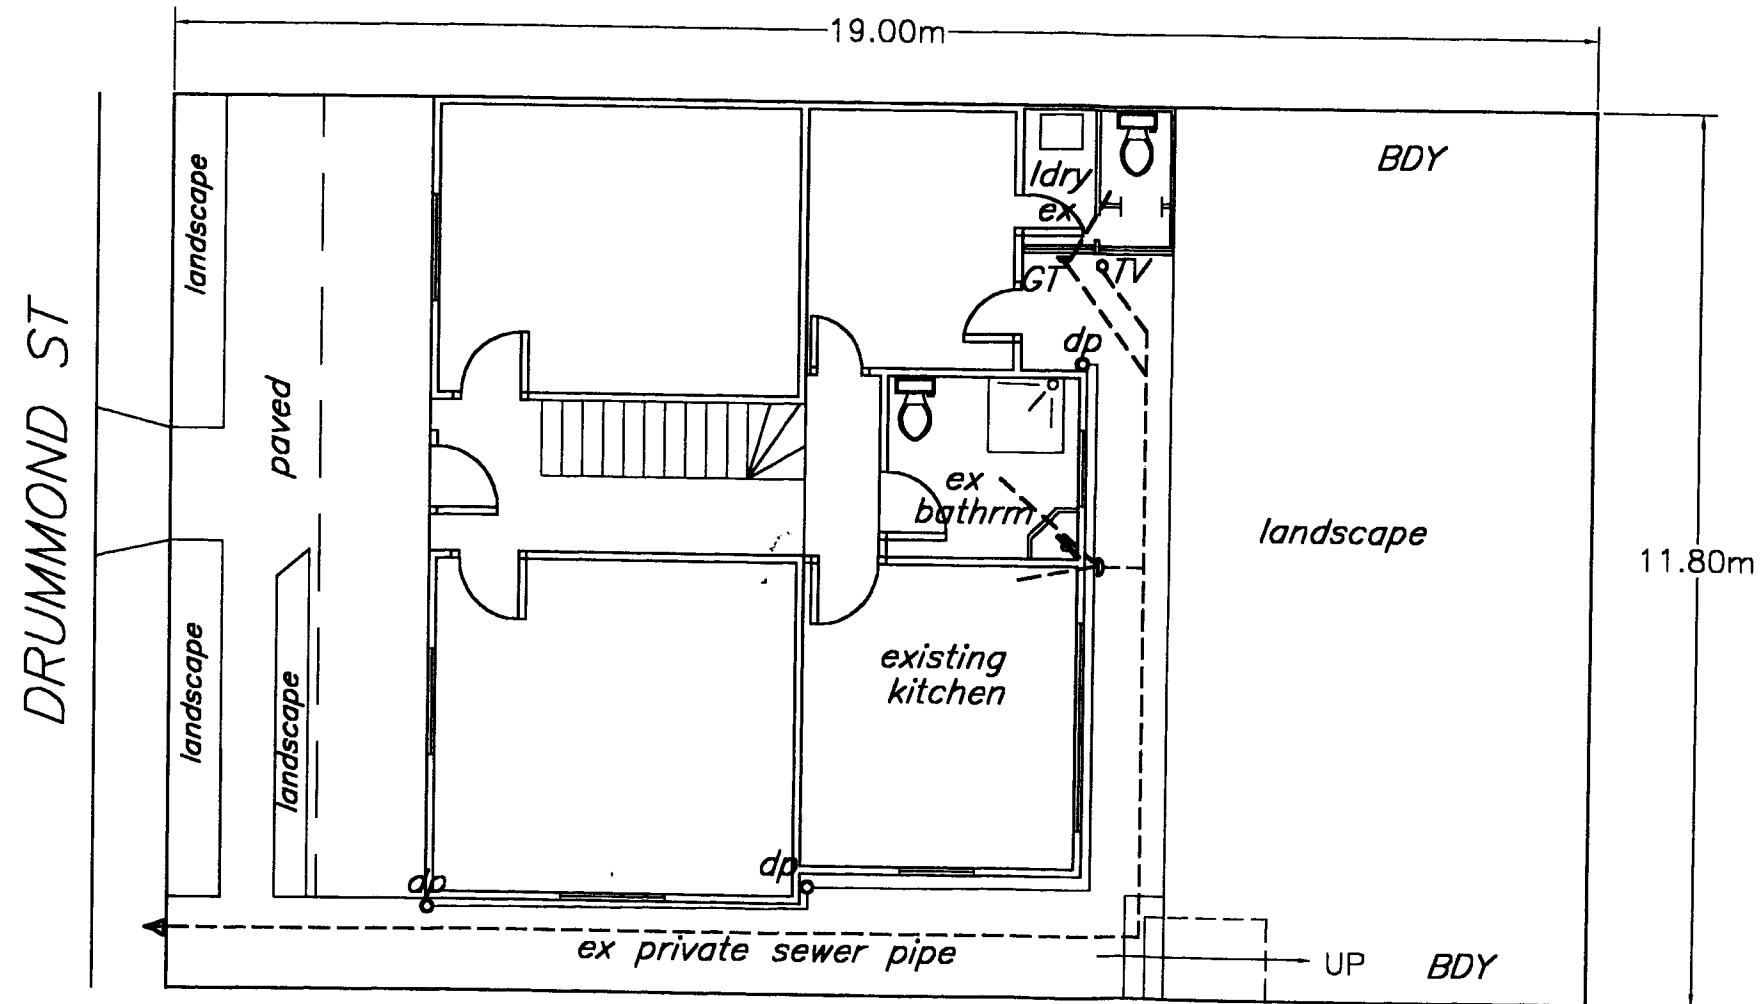 19.00m
BDY
landscape
ldry
ex
GT
TV
dp
DRUMMOND ST
paved
ex
bathrm
landscape
11.80m
existing
kitchen
landscape
landscape
dp
dp
ex private sewer pipe
UP
BDY